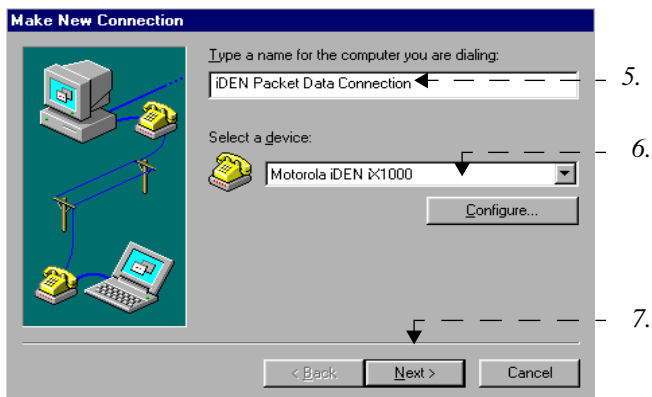 Make New Connection
Type a name for the computer you are dialing:
iDEN Packet Data Connection
5.
Select a device:
6.
Motorola iDEN iX1000
Configure...
7.
< Back
Next >
Cancel